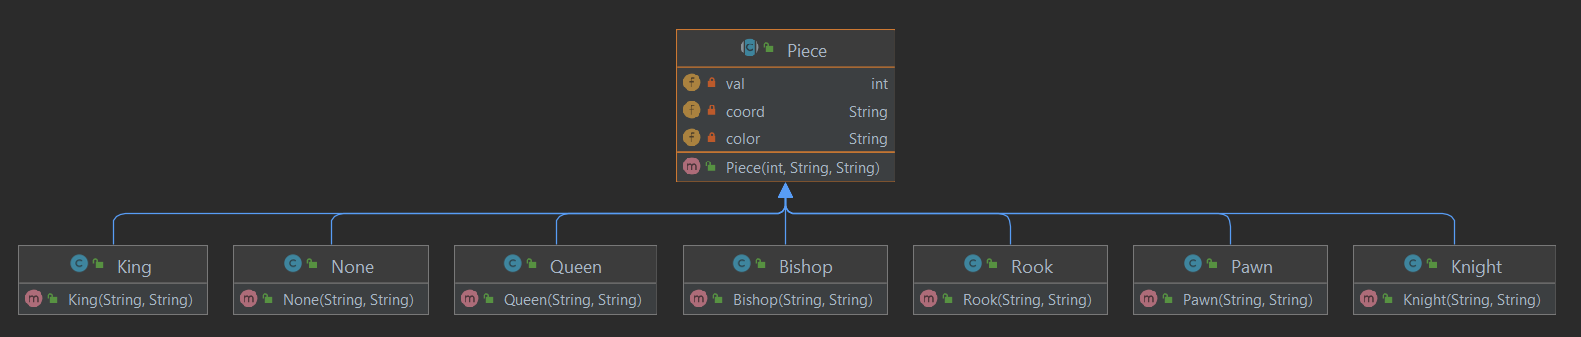 Piece
val int
coord String
color String
Piece(int, String, String)
King
King(String, String)
None
None(String, String)
Queen
Queen(String, String)
Bishop
Bishop(String, String)
Rook
Rook(String, String)
Pawn
Pawn(String, String)
Knight
Knight(String, String)